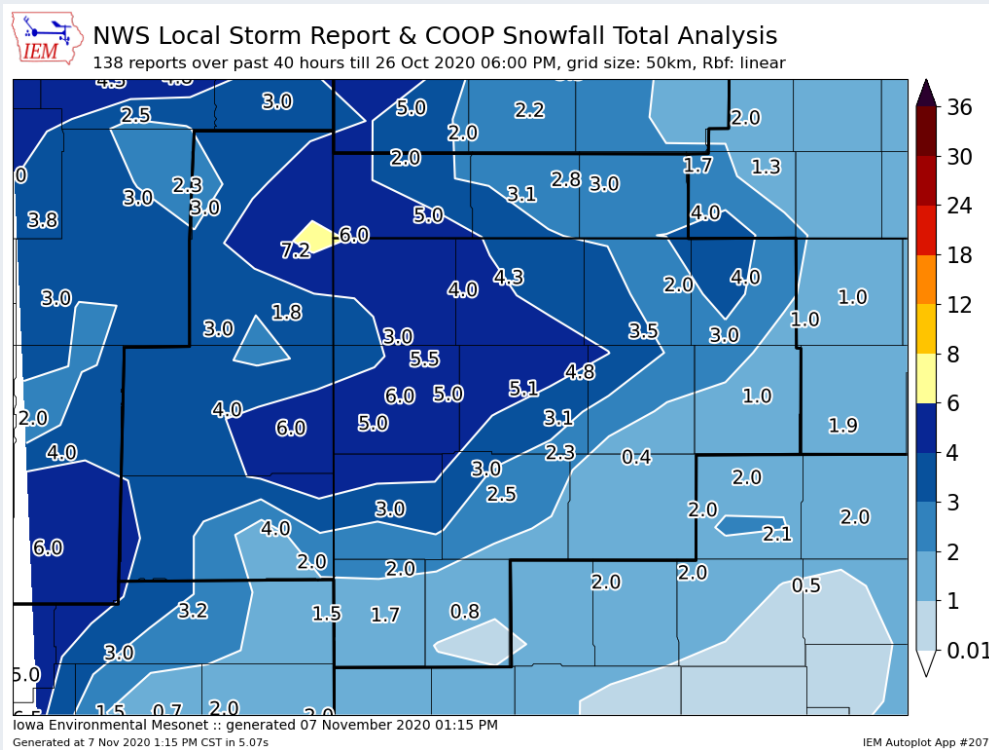 IEM
NWS Local Storm Report & COOP Snowfall Total Analysis
138 reports over past 40 hours till 26 Oct 2020 06:00 PM, grid size: 50km, Rbf: linear
3.0 5.0 2.2 36
2.5 2.0 2.0
2.0 1.7 1.3 30
0 2.3 2.8 3.0
3.0 3.0 3.1 24
3.8 5.0 4.0
7.2 6.0 18
4.0 4.3 2.0 4.0
3.0 1.8 1.0 12
3.0 3.0 3.5 3.0 1.0
5.5 4.8 8
4.0 6.0 5.0 5.1 1.0 6
2.0 6.0 5.0 3.1 1.9
4.0 2.3 0.4 4
3.0 2.0
2.5 3.0 2.0 2.0 3
6.0 4.0 2.1
2.0 2.0 2.0 2.0 2
3.2 1.5 1.7 0.8 0.5 1
3.0 0.01
5.0
1.5 0.7 2.0
Iowa Environmental Mesonet :: generated 07 November 2020 01:15 PM
Generated at 7 Nov 2020 1:15 PM CST in 5.07s
IEM Autoplot App #207